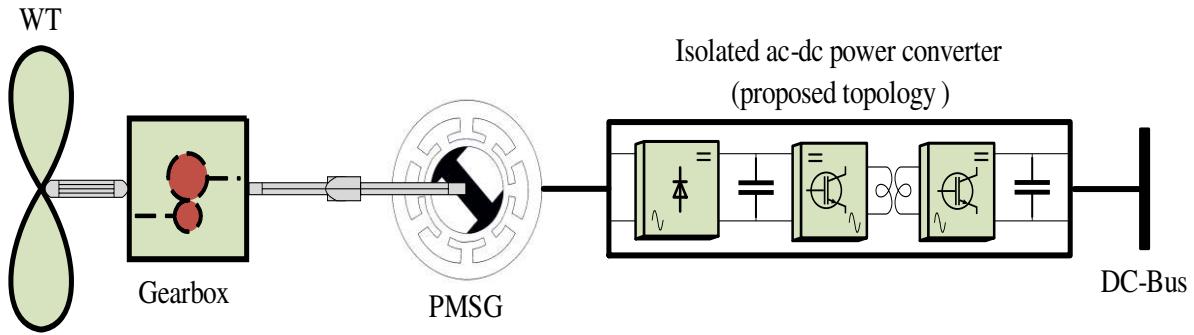 WT
Isolated ac-dc power converter
(proposed topology )
Gearbox
PMSG
DC-Bus